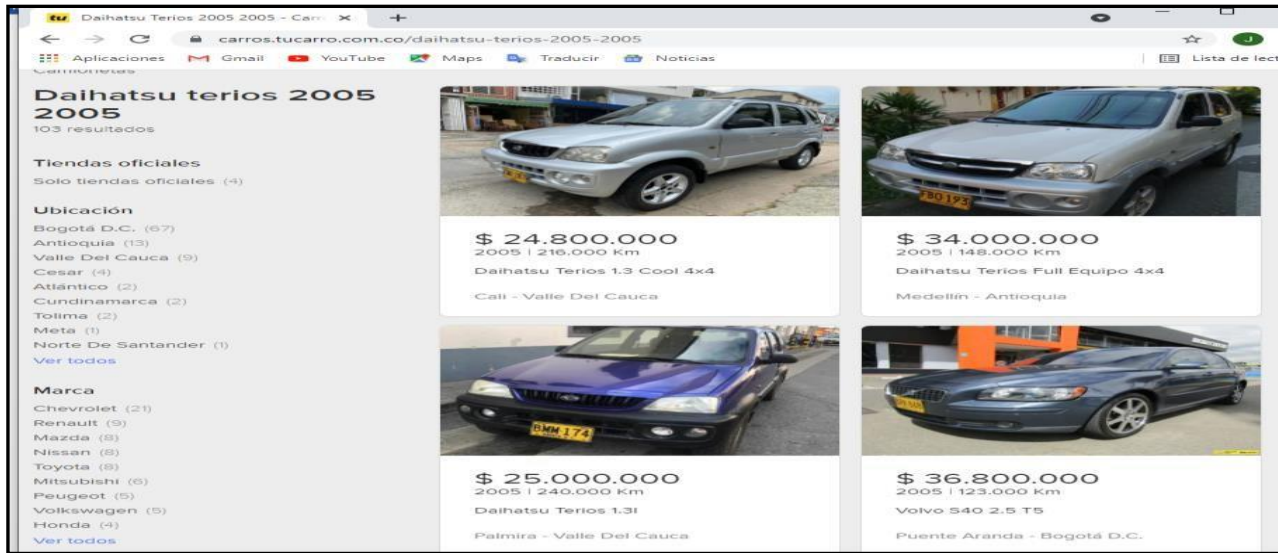 Daihatsu Terios 2005 2005 - Carr
carros.tucarro.com.co/daihatsu-terios-2005-2005
J
Aplicaciones
Gmail
YouTube
Maps
Traducir
Noticias
Lista de lect
Camionetas
Daihatsu terios 2005
2005
103 resultados
Tiendas oficiales
Solo tiendas oficiales (4)
Ubicación
Bogotá D.C. (67)
Antioquia (13)
Valle Del Cauca (9)
Cesar (4)
Atlántico (2)
Cundinamarca (2)
Tolima (2)
Meta (1)
Norte De Santander (1)
Ver todos
Marca
Chevrolet (21)
Renault (9)
Mazda (8)
Nissan (8)
Toyota (8)
Mitsubishi (6)
Peugeot (5)
Volkswagen (5)
Honda (4)
Ver todos
$ 24.800.000
2005 | 216.000 Km
Daihatsu Terios 1.3 Cool 4x4
Cali - Valle Del Cauca
FBO 193
$ 34.000.000
2005 | 148.000 Km
Daihatsu Terios Full Equipo 4x4
Medellín - Antioquia
BMM 174
$ 25.000.000
2005 | 240.000 Km
Daihatsu Terios 1.3l
Palmira - Valle Del Cauca
$ 36.800.000
2005 | 123.000 Km
Volvo S40 2.5 T5
Puente Aranda - Bogotá D.C.